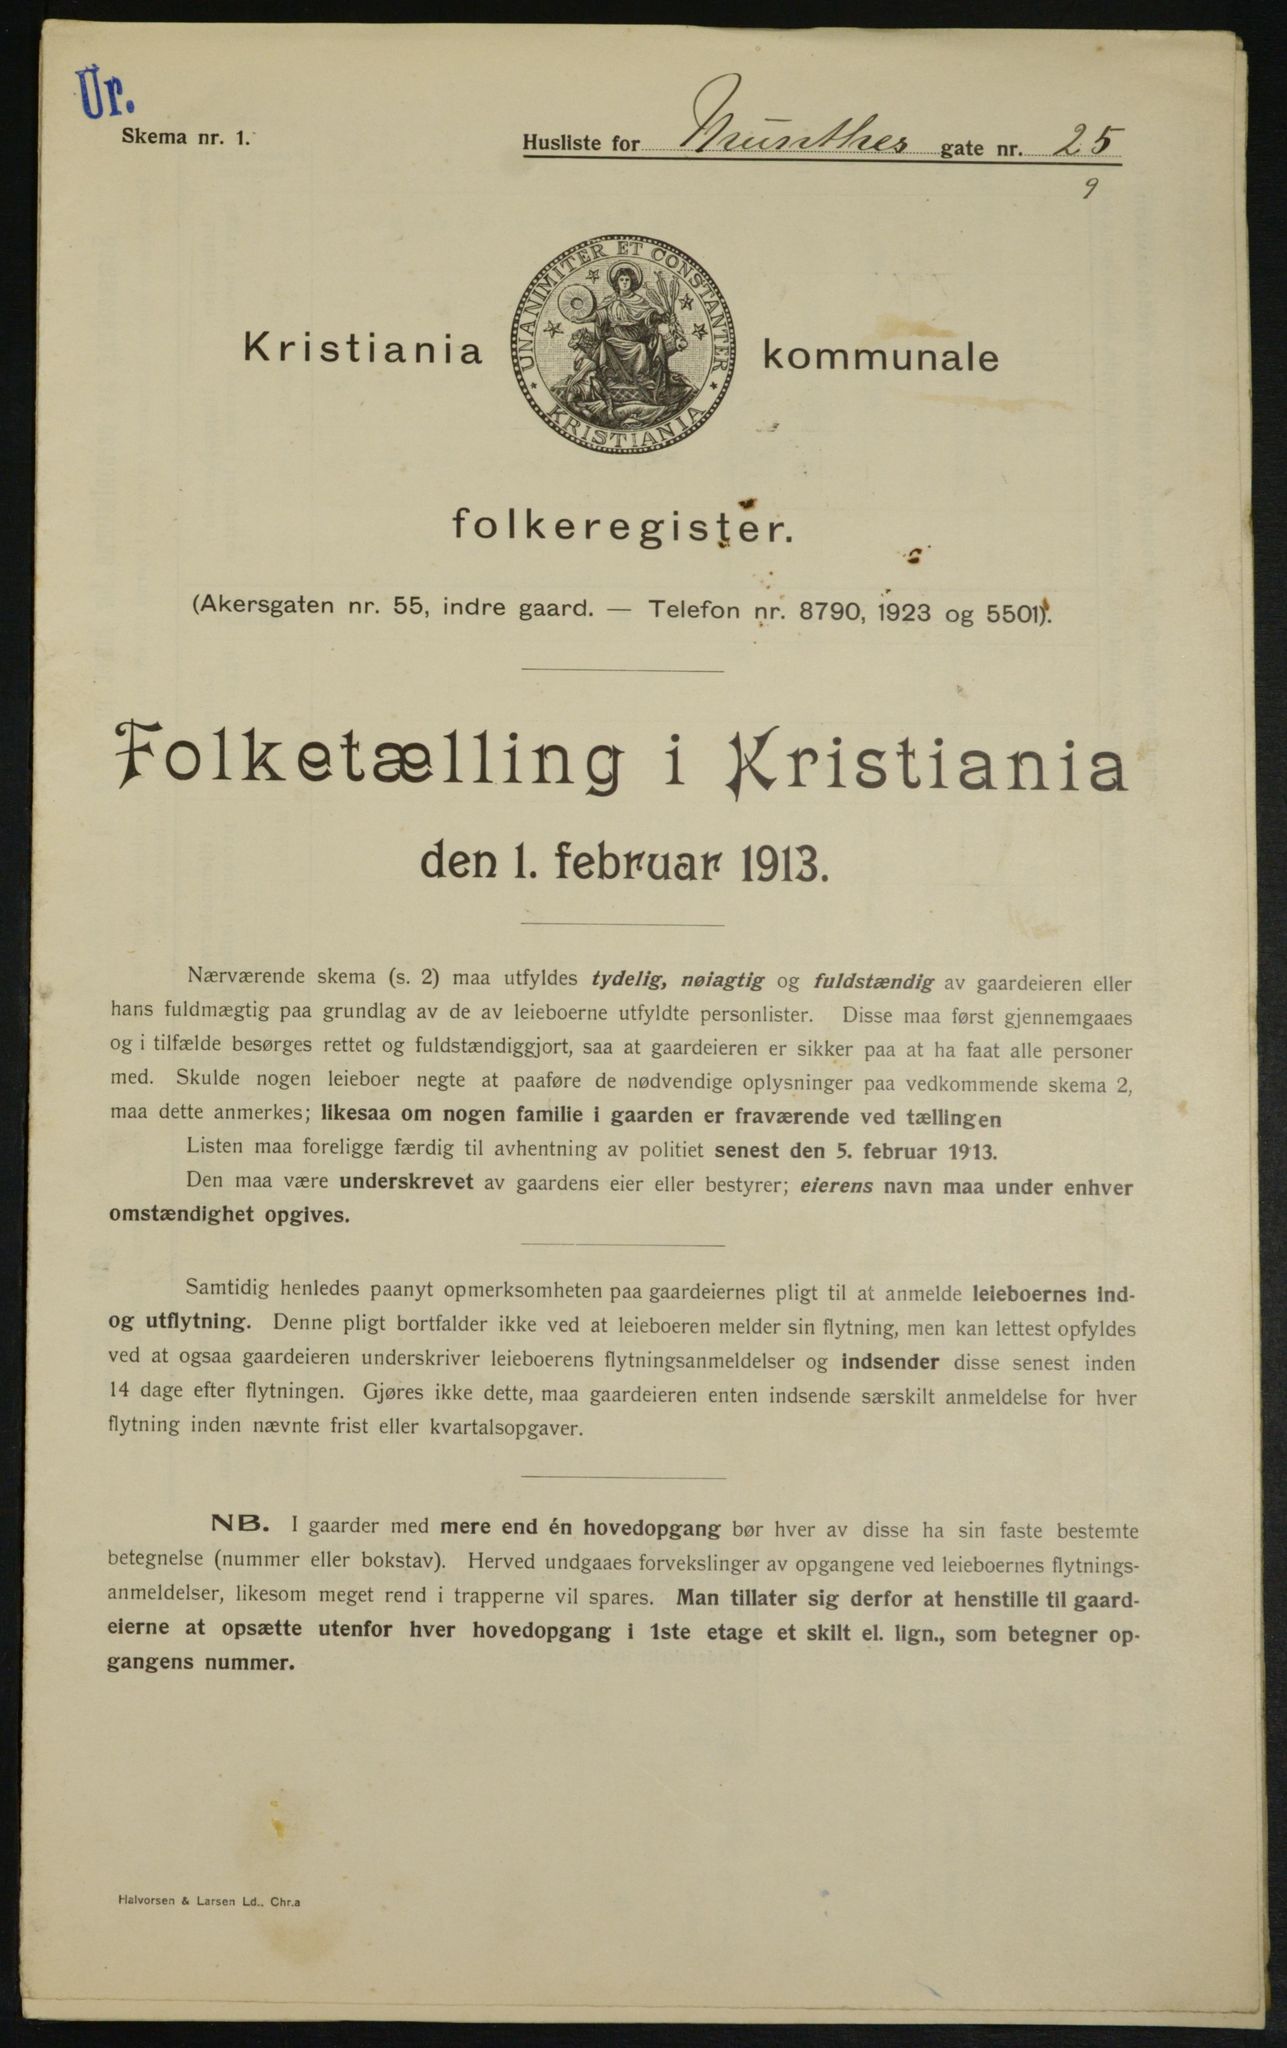 Ur.
Skema nr. 1.
Husliste for Munthes gate nr. 25
9
UNANIMITER ET CONSTANTER
KRISTIANIA
Kristiania kommunale
folkeregister.
(Akersgaten nr. 55, indre gaard. — Telefon nr. 8790, 1923 og 5501).
Folketælling i Kristiania
den 1. februar 1913.
Nærværende skema (s. 2) maa utfyldes tydelig, nøiagtig og fuldstændig av gaardeieren eller
hans fuldmægtig paa grundlag av de av leieboerne utfyldte personlister. Disse maa først gjennemgaaes
og i tilfælde besørges rettet og fuldstændiggjort, saa at gaardeieren er sikker paa at ha faat alle personer
med. Skulde nogen leieboer negte at paaføre de nødvendige oplysninger paa vedkommende skema 2,
maa dette anmerkes; likesaa om nogen familie i gaarden er fraværende ved tællingen
Listen maa foreligge færdig til avhentning av politiet senest den 5. februar 1913.
Den maa være underskrevet av gaardens eier eller bestyrer; eierens navn maa under enhver
omstændighet opgives.
Samtidig henledes paanyt opmerksomheten paa gaardeiernes pligt til at anmelde leieboernes ind-
og utflytning. Denne pligt bortfalder ikke ved at leieboeren melder sin flytning, men kan lettest opfyldes
ved at ogsaa gaardeieren underskriver leieboerens flytningsanmeldelser og indsender disse senest inden
14 dage efter flytningen. Gjøres ikke dette, maa gaardeieren enten indsende særskilt anmeldelse for hver
flytning inden nævnte frist eller kvartalsopgaver.
NB. I gaarder med mere end én hovedopgang bør hver av disse ha sin faste bestemte
betegnelse (nummer eller bokstav). Herved undgaaes forvekslinger av opgangene ved leieboernes flytnings-
anmeldelser, likesom meget rend i trapperne vil spares. Man tillater sig derfor at henstille til gaard-
eierne at opsætte utenfor hver hovedopgang i 1ste etage et skilt el. lign., som betegner op-
gangens nummer.
Halvorsen & Larsen Ld., Chr.a